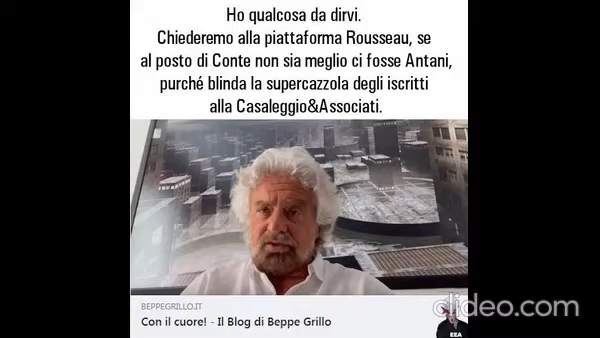 Ho qualcosa da dirvi.
Chiederemo alla piattaforma Rousseau, se
al posto di Conte non sia meglio ci fosse Antani,
purché blinda la supercazzola degli iscritti
alla Casaleggio&Associati.
BEPPEGRILLO.IT
Con il cuore! - Il Blog di Beppe Grillo
EEA
clideo.com